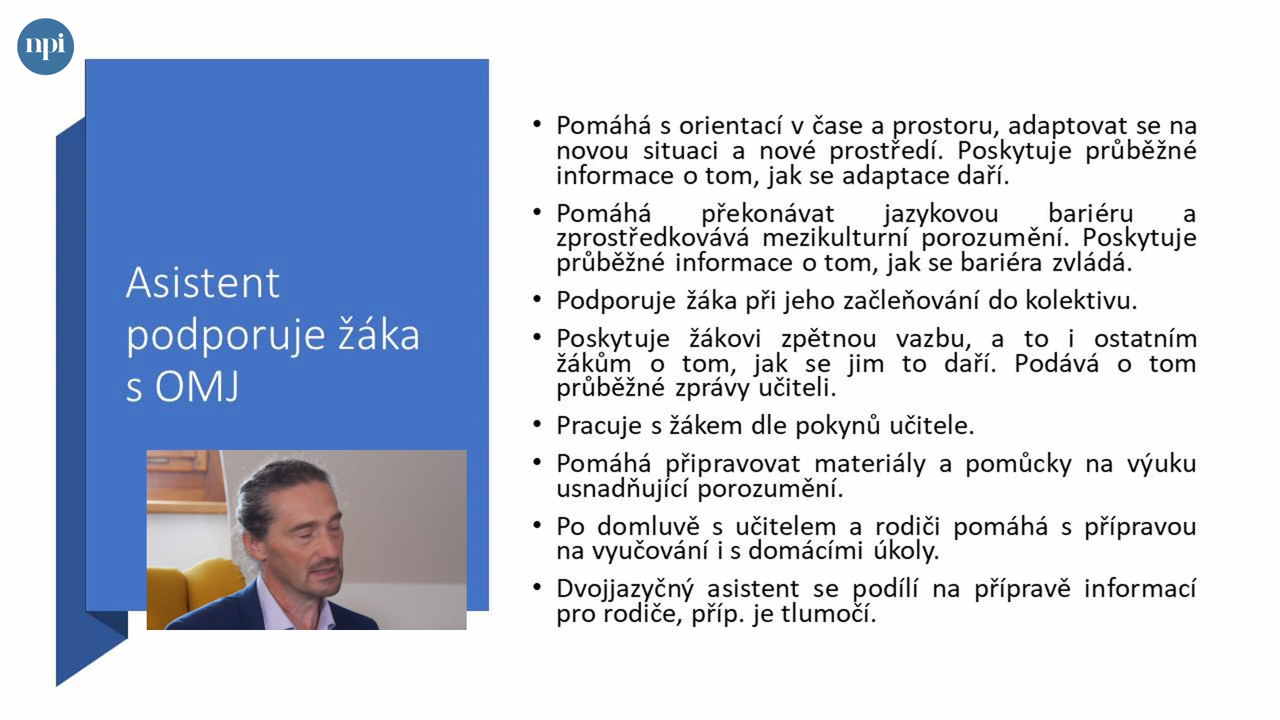 npi
Asistent
podporuje žáka
s OMJ
• Pomáhá s orientací v čase a prostoru, adaptovat se na
novou situaci a nové prostředí. Poskytuje průběžné
informace o tom, jak se adaptace daří.
• Pomáhá překonávat jazykovou bariéru a
zprostředkovává mezikulturní porozumění. Poskytuje
průběžné informace o tom, jak se bariéra zvládá.
• Podporuje žáka při jeho začleňování do kolektivu.
• Poskytuje žákovi zpětnou vazbu, a to i ostatním
žákům o tom, jak se jim to daří. Podává o tom
průběžné zprávy učiteli.
• Pracuje s žákem dle pokynů učitele.
• Pomáhá připravovat materiály a pomůcky na výuku
usnadňující porozumění.
• Po domluvě s učitelem a rodiči pomáhá s přípravou
na vyučování i s domácími úkoly.
• Dvojjazyčný asistent se podílí na přípravě informací
pro rodiče, příp. je tlumočí.